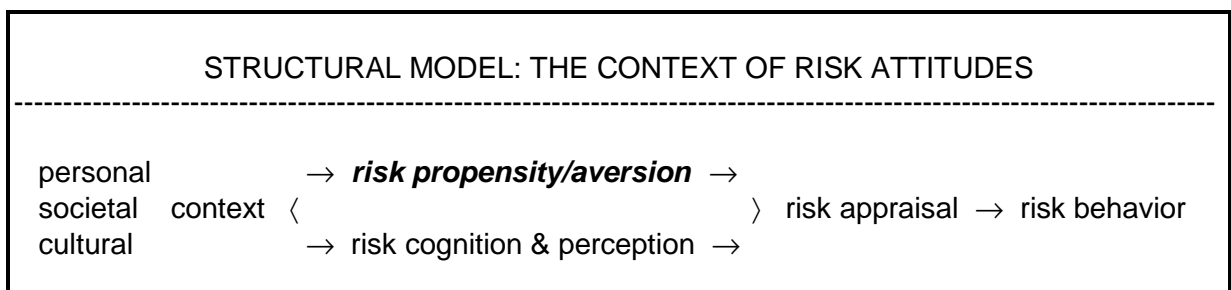 STRUCTURAL MODEL: THE CONTEXT OF RISK ATTITUDES
-----------------------------------------------------------------------------------------------------------------------------
personal → risk propensity/aversion →
societal context 〈 〉 risk appraisal → risk behavior
cultural → risk cognition & perception →